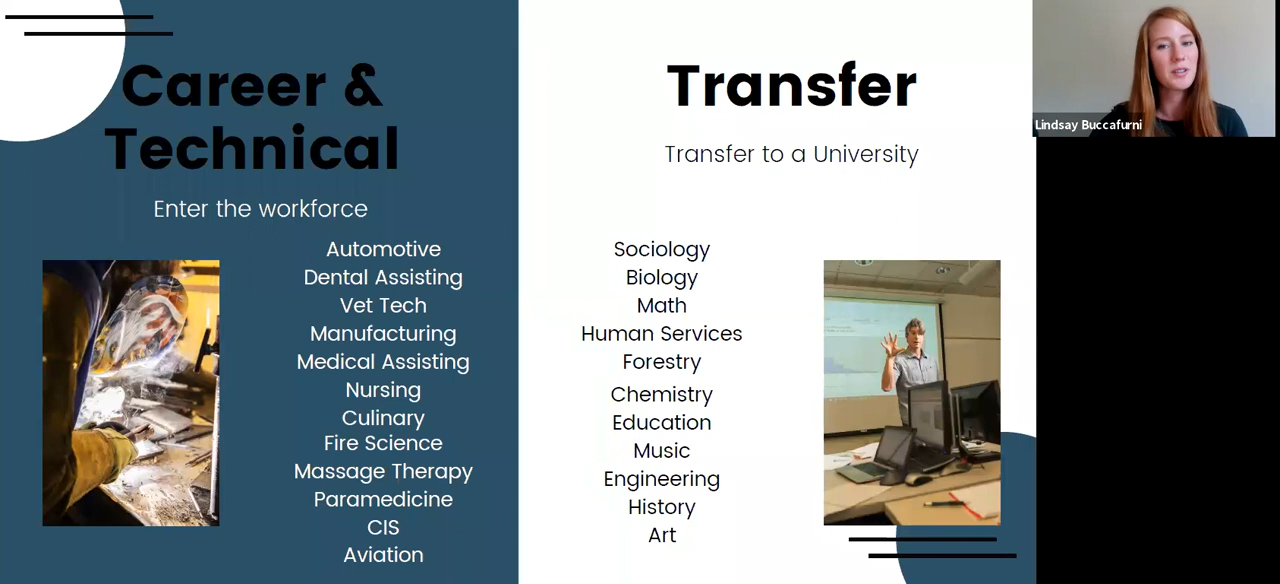 Career &
Technical
Enter the workforce
Automotive
Dental Assisting
Vet Tech
Manufacturing
Medical Assisting
Nursing
Culinary
Fire Science
Massage Therapy
Paramedicine
CIS
Aviation
Transfer
Transfer to a University
Sociology
Biology
Math
Human Services
Forestry
Chemistry
Education
Music
Engineering
History
Art
Lindsay Buccafurni